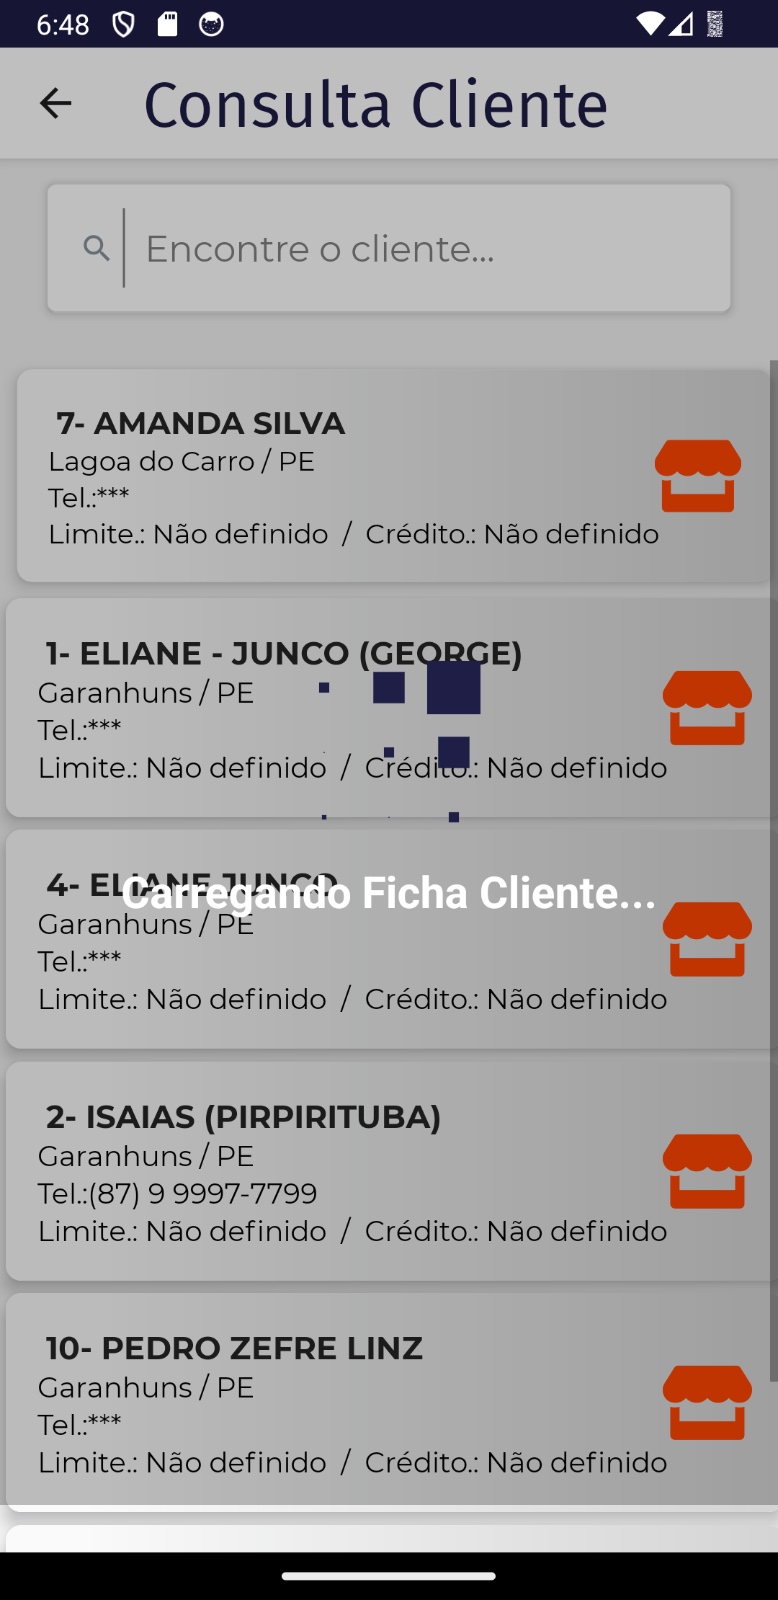 6:48
Consulta Cliente
Encontre o cliente...
7- AMANDA SILVA
Lagoa do Carro / PE
Tel.:***
Limite.: Não definido / Crédito.: Não definido
1- ELIANE - JUNCO (GEORGE)
Garanhuns / PE
Tel.:***
Limite.: Não definido / Crédito.: Não definido
4- ELIANE JUNCO
Carregando Ficha Cliente...
Garanhuns / PE
Tel.:***
Limite.: Não definido / Crédito.: Não definido
2- ISAIAS (PIRPIRITUBA)
Garanhuns / PE
Tel.:(87) 9 9997-7799
Limite.: Não definido / Crédito.: Não definido
10- PEDRO ZEFRE LINZ
Garanhuns / PE
Tel.:***
Limite.: Não definido / Crédito.: Não definido